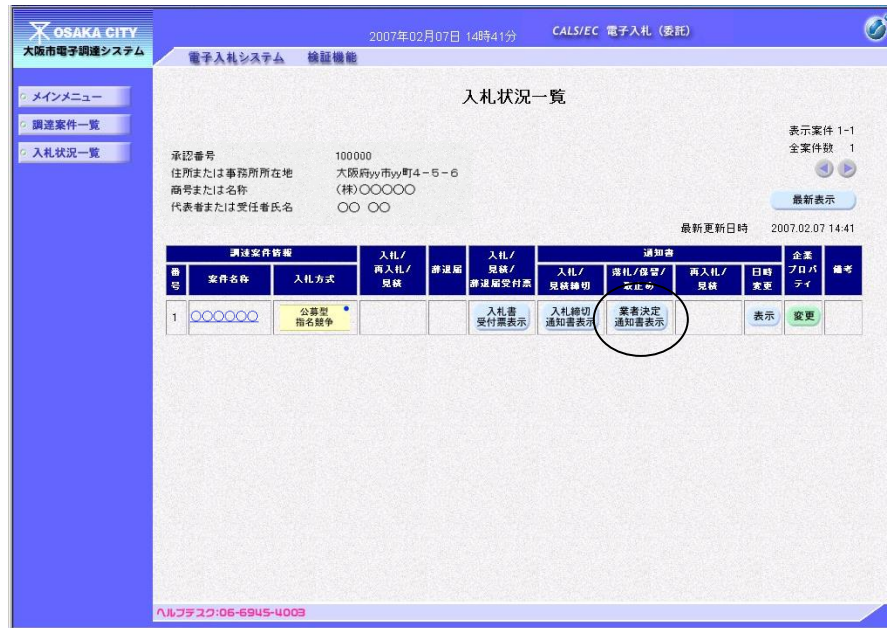 OSAKA CITY
大阪市電子調達システム
2007年02月07日 14時41分
CALS/EC 電子入札（委託）
電子入札システム 検証機能
メインメニュー
調達案件一覧
入札状況一覧
入札状況一覧
表示案件 1-1
全案件数 1
承認番号 100000
住所または事務所所在地 大阪府yy市yy町4-5-6
商号または名称 (株)○○○○○
代表者または受任者氏名 ○○ ○○
最新表示
最新更新日時 2007.02.07 14:41
調達案件情報
入札/
再入札/
見積
辞退届
入札/
見積/
辞退届受付票
通知書
企業
プロパ
ティ
備考
番
号
案件名称
入札方式
入札/
見積締切
落札/保留/
取止め
再入札/
見積
日時
変更
1
○○○○○○
公募型
指名競争
入札書
受付票表示
入札締切
通知書表示
業者決定
通知書表示
表示
変更
ヘルプデスク:06-6945-4003